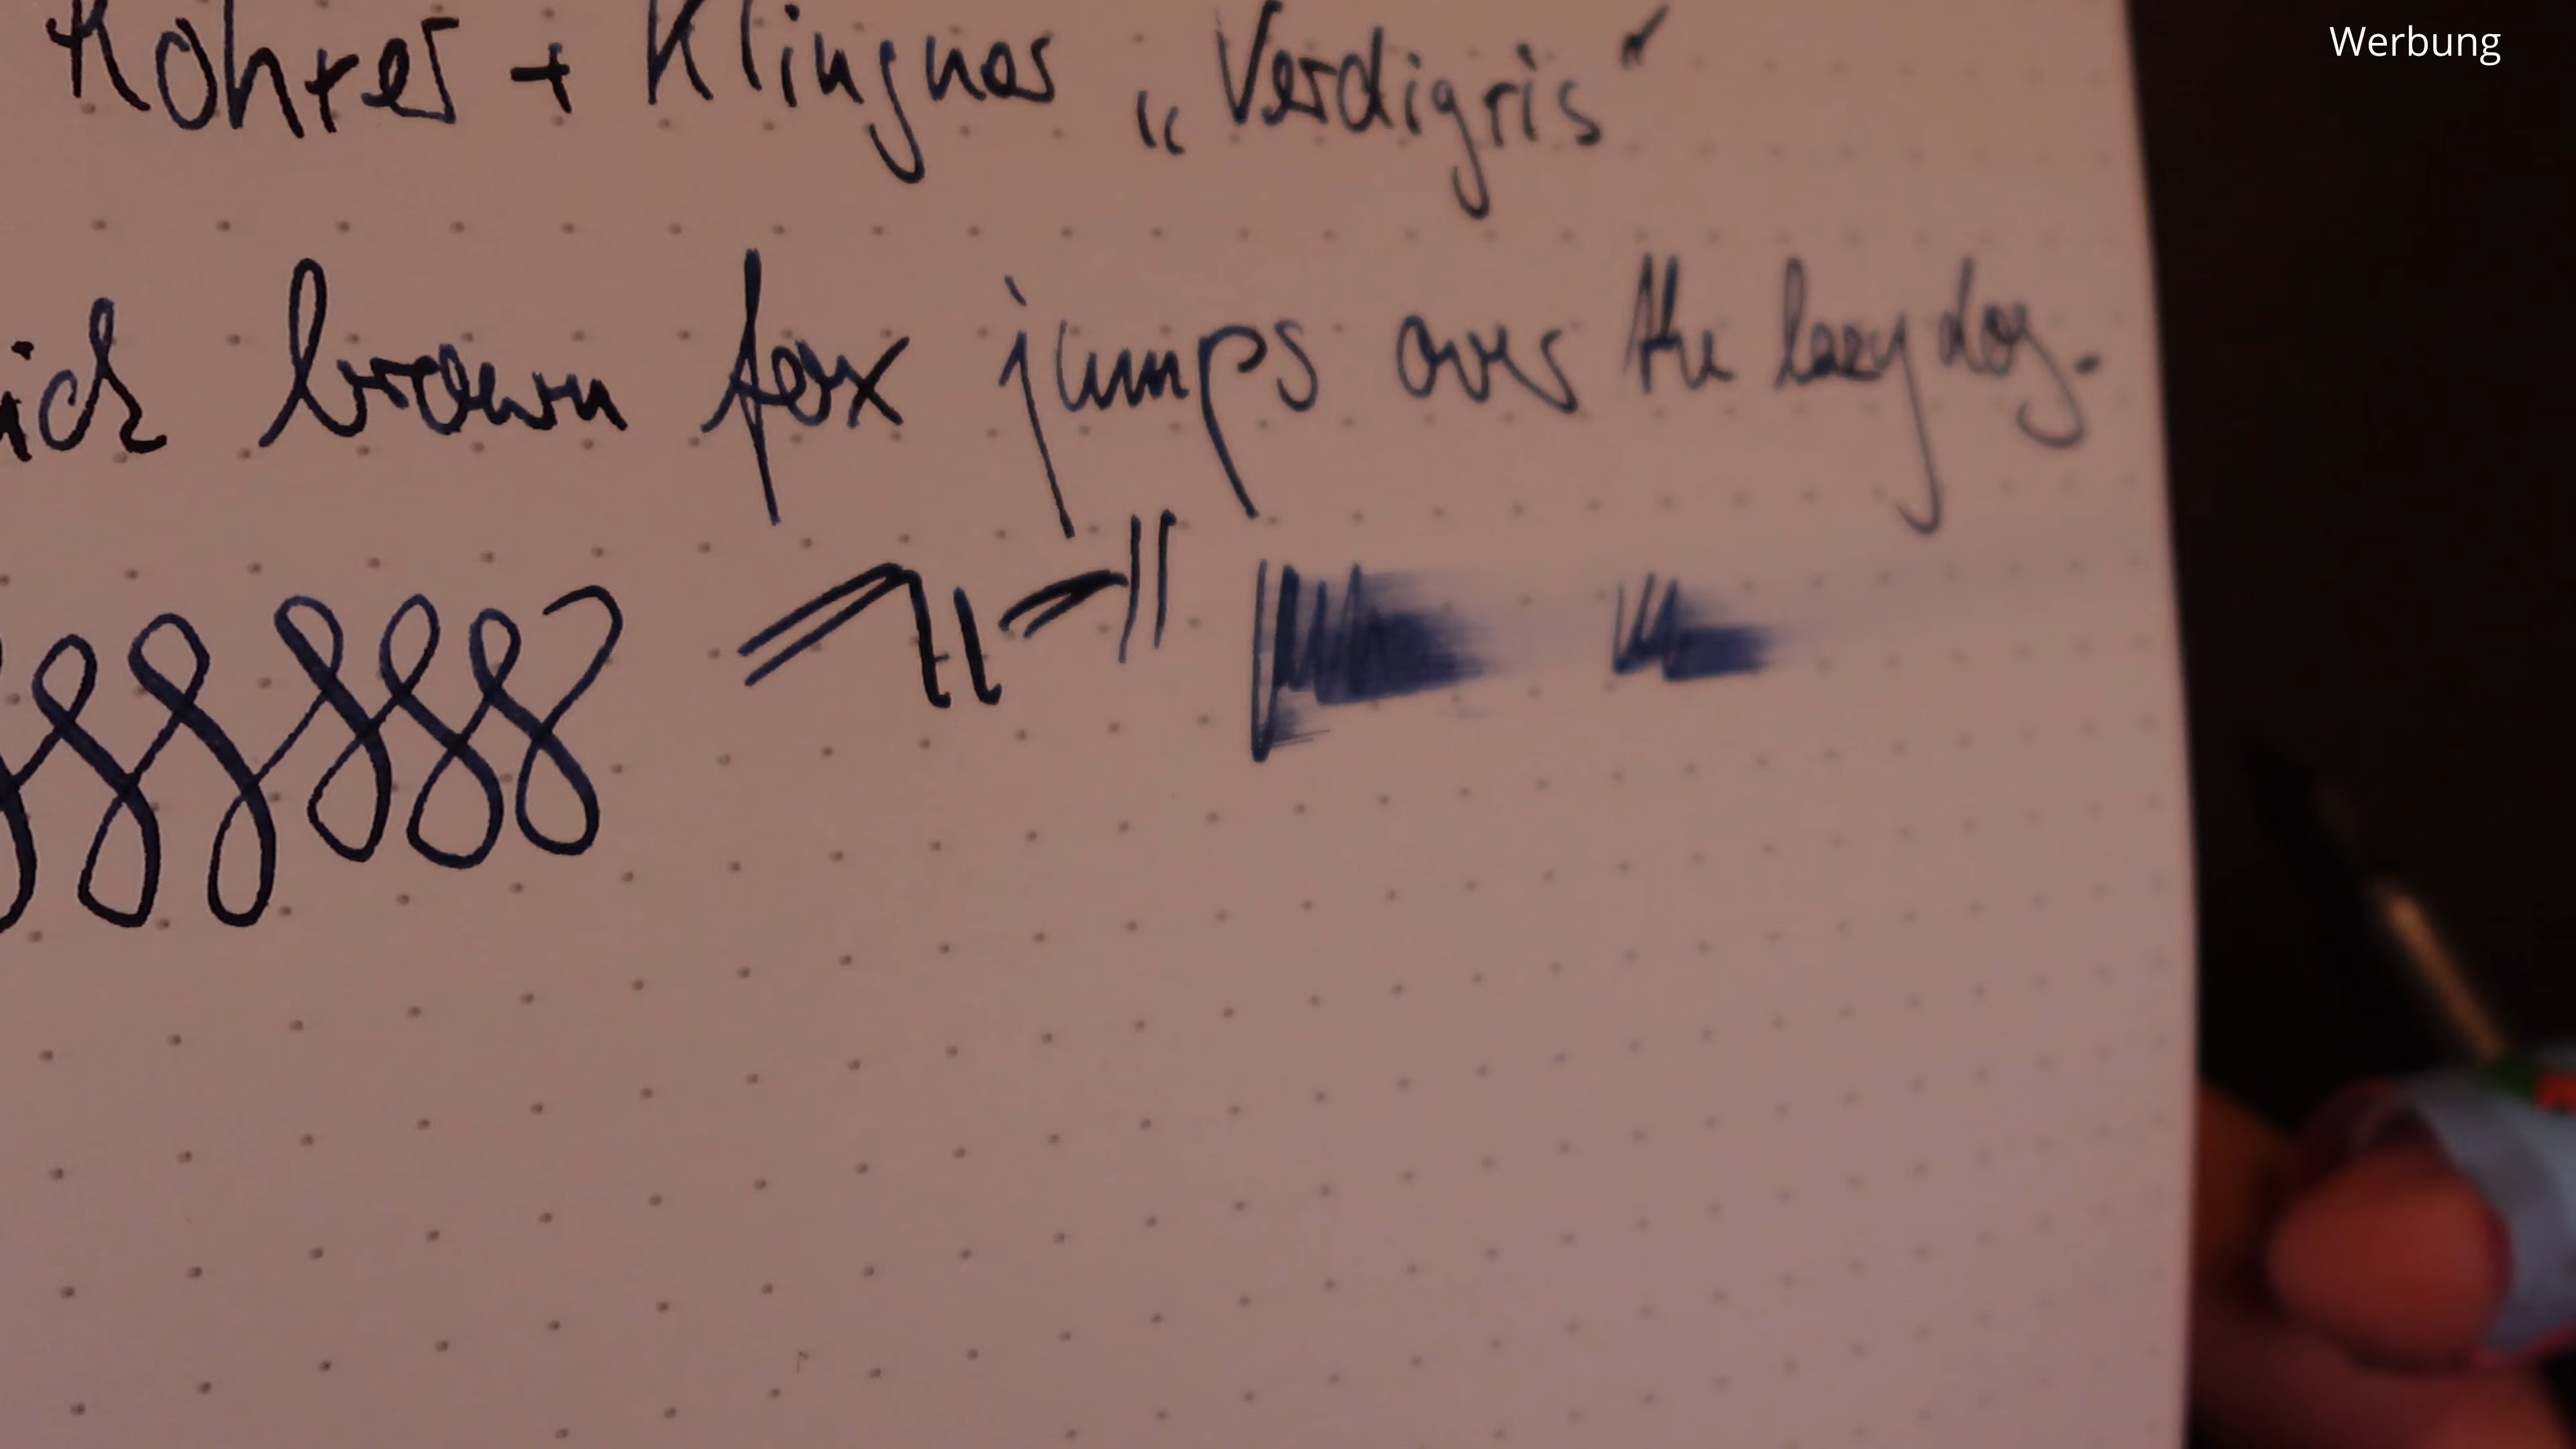 Werbung
Rohrer + Klingner „Verdigris“
ick brown fox jumps over the lazy dog.